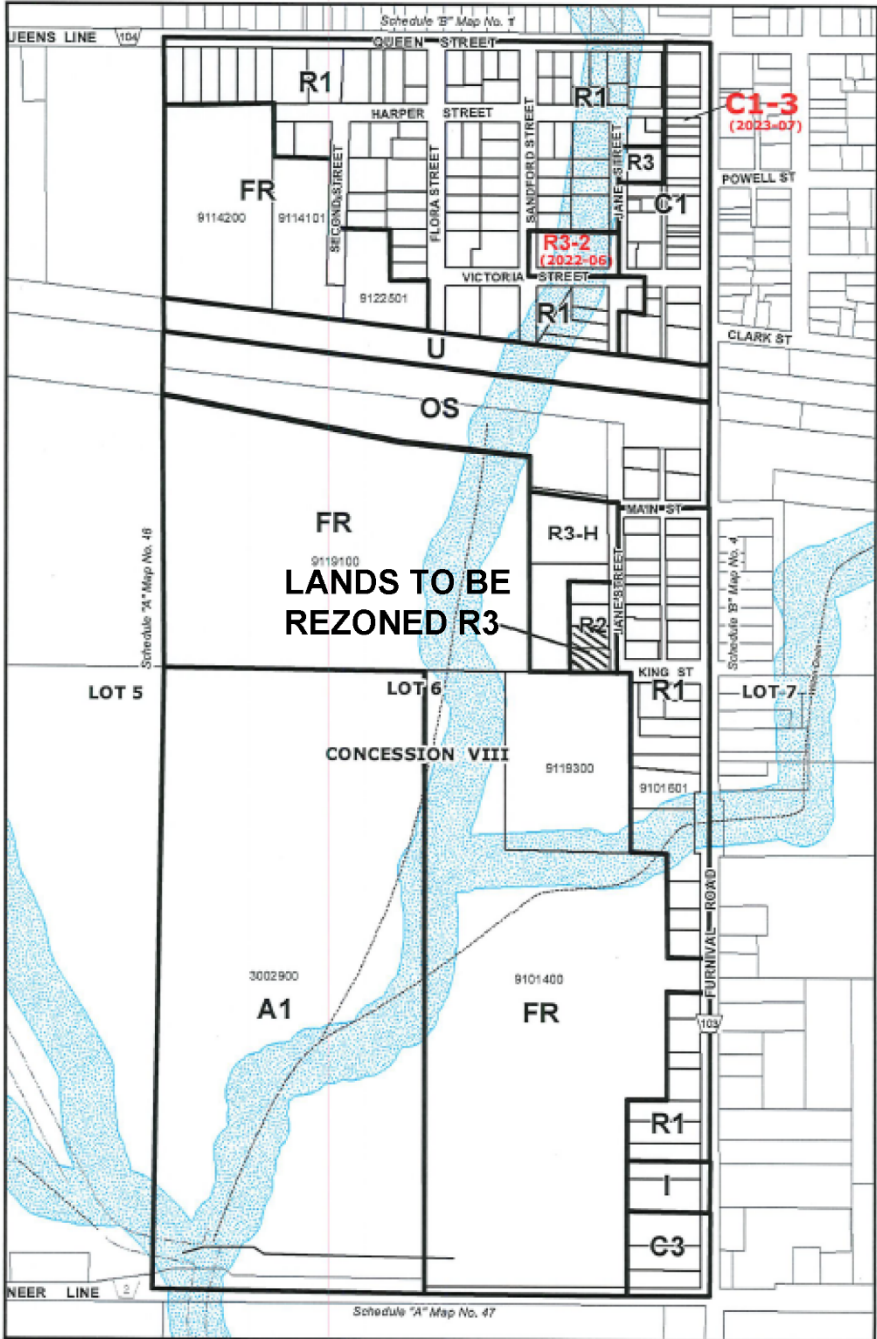 Schedule "B" Map No. 1
UEENS LINE
104
QUEEN STREET
R1
R1
C1-3
(2023-07)
HARPER STREET
R3
POWELL ST
FR
SECOND STREET
FLORA STREET
SANDFORD STREET
JANE STREET
C1
9114200
9114101
R3-2
(2022-06)
VICTORIA STREET
9122501
R1
CLARK ST
U
OS
MAIN ST
FR
R3-H
9119100
Schedule "A" Map No. 46
JANE STREET
Schedule "B" Map No. 4
LANDS TO BE
REZONED R3
R2
KING ST
LOT 5
LOT 6
R1
LOT 7
CONCESSION VIII
9119300
9101601
FURNIVAL ROAD
3002900
9101400
A1
FR
103
R1
I
C3
NEER LINE
2
Schedule "A" Map No. 47